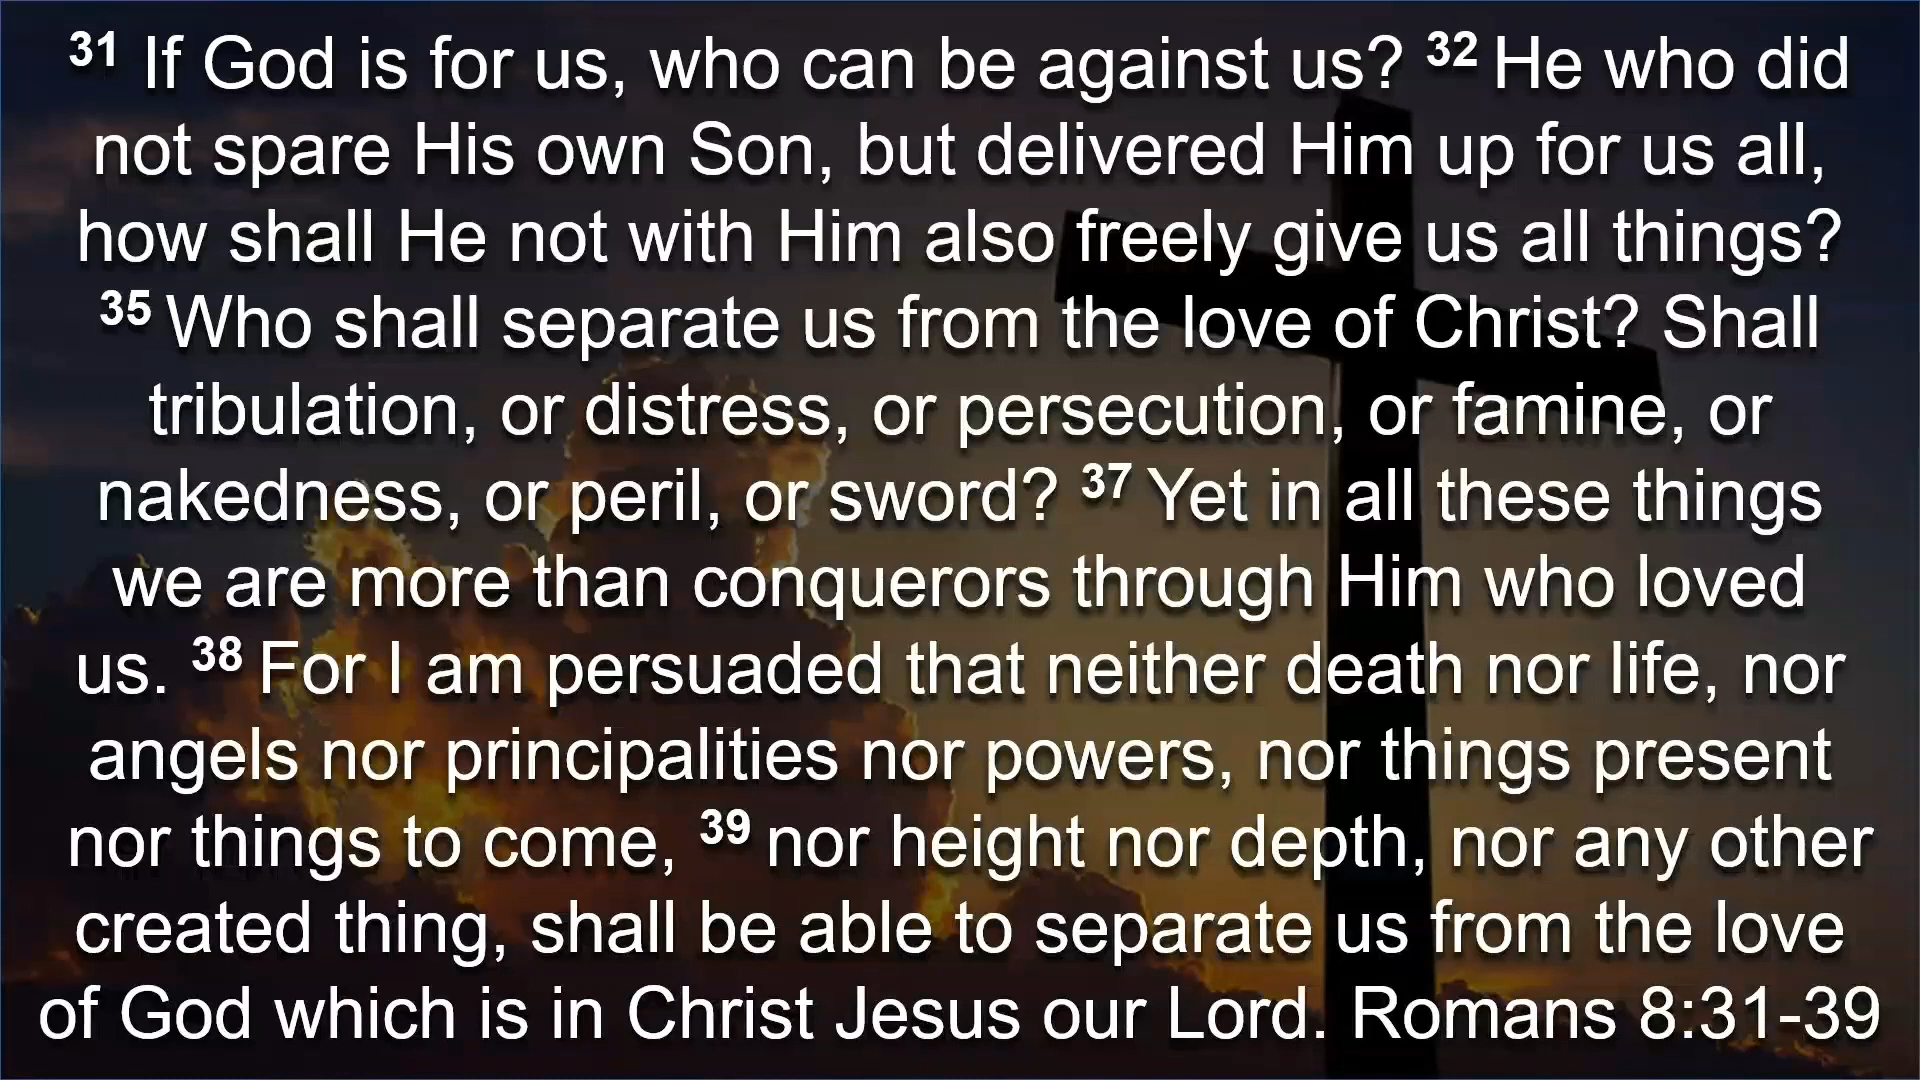 31 If God is for us, who can be against us? 32 He who did
not spare His own Son, but delivered Him up for us all,
how shall He not with Him also freely give us all things?
35 Who shall separate us from the love of Christ? Shall
tribulation, or distress, or persecution, or famine, or
nakedness, or peril, or sword? 37 Yet in all these things
we are more than conquerors through Him who loved
us. 38 For I am persuaded that neither death nor life, nor
angels nor principalities nor powers, nor things present
nor things to come, 39 nor height nor depth, nor any other
created thing, shall be able to separate us from the love
of God which is in Christ Jesus our Lord. Romans 8:31-39